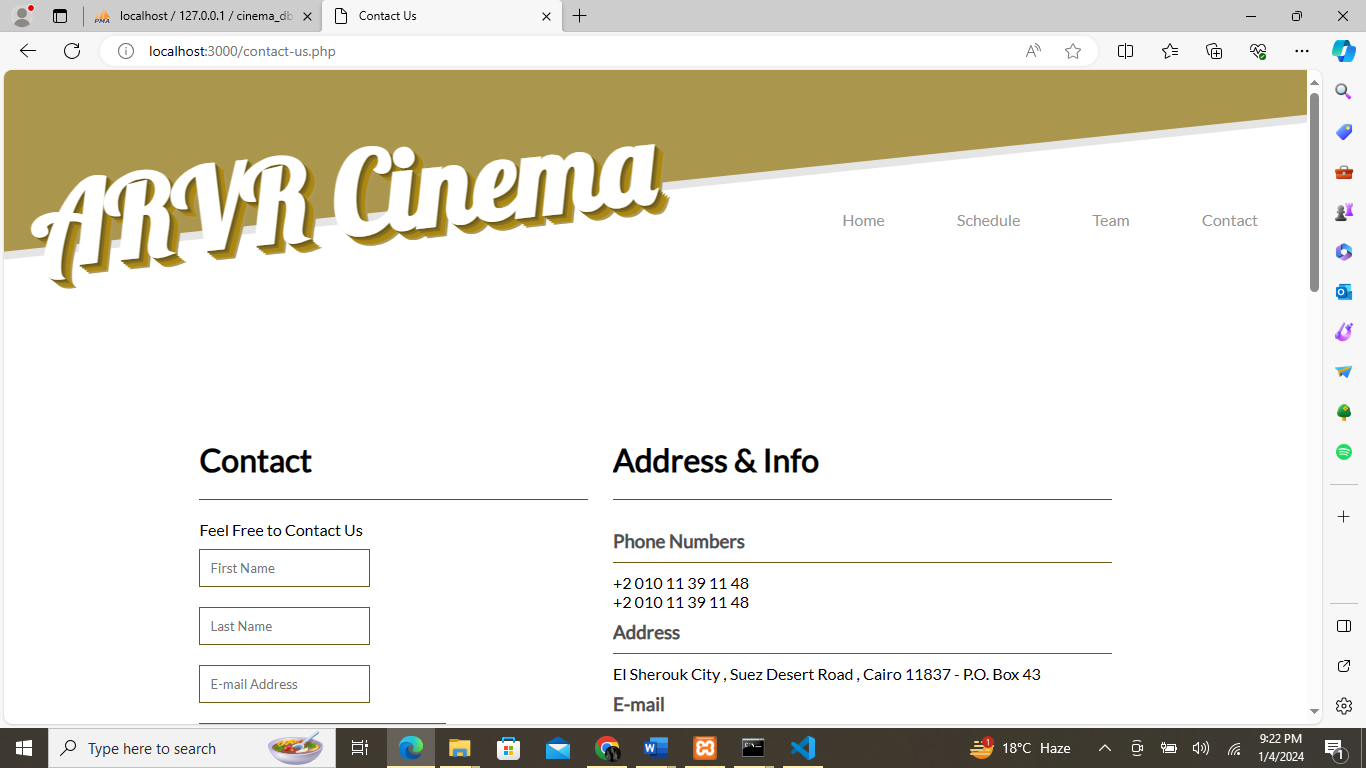 localhost / 127.0.0.1 / cinema_db
Contact Us
localhost:3000/contact-us.php
ARVR Cinema
Home
Schedule
Team
Contact
Contact
Feel Free to Contact Us
First Name
Last Name
E-mail Address
Address & Info
Phone Numbers
+2 010 11 39 11 48
+2 010 11 39 11 48
Address
El Sherouk City , Suez Desert Road , Cairo 11837 - P.O. Box 43
E-mail
Type here to search
1
18°C Haze
9:22 PM
1/4/2024
1